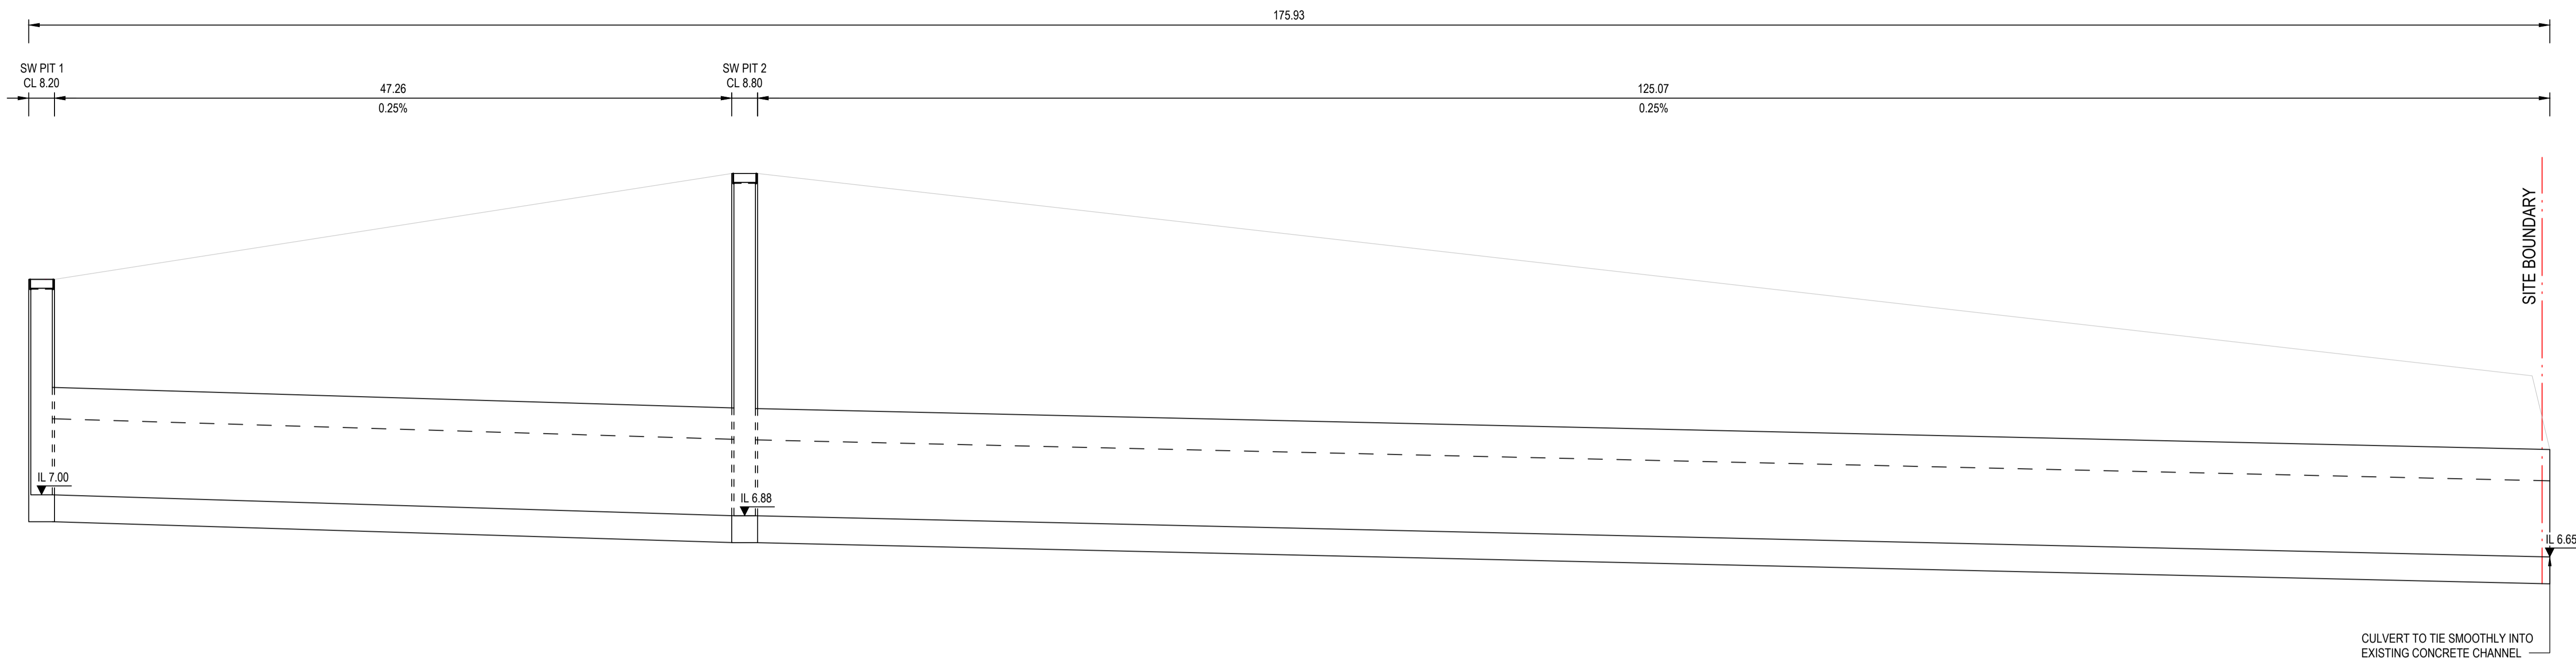 175.93
SW PIT 1
CL 8.20
SW PIT 2
CL 8.80
47.26
0.25%
125.07
0.25%
SITE BOUNDARY
IL 7.00
IL 6.88
IL 6.65
CULVERT TO TIE SMOOTHLY INTO
EXISTING CONCRETE CHANNEL